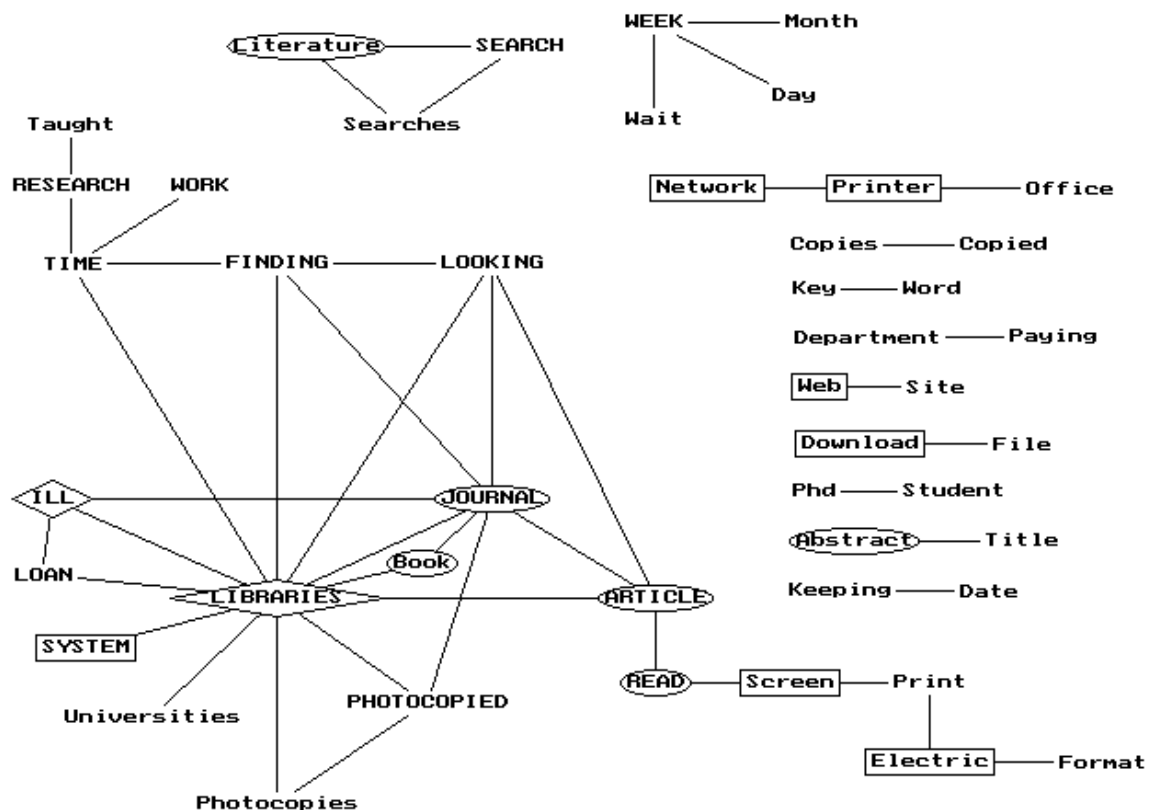 WEEK Month
Literature SEARCH
Day
Searches Wait
Taught
RESEARCH WORK
Network Printer Office
Copies Copied
TIME FINDING LOOKING
Key Word
Department Paying
Web Site
Download File
Phd Student
ILL JOURNAL
Abstract Title
Book
LOAN
Keeping Date
LIBRARIES ARTICLE
SYSTEM
READ Screen Print
PHOTOCOPIED
Universities
Electric Format
Photocopies